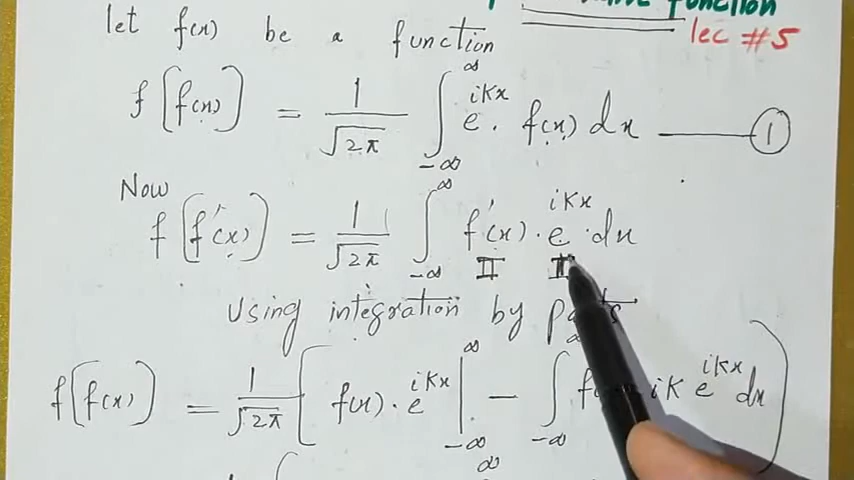 function
lec #5
let f(x) be a function
f[f(x)] = 1/√2π ∫_{-∞}^{∞} e^{ikx} . f(x) dx ——— ①
Now
f[f'(x)] = 1/√2π ∫_{-∞}^{∞} f'(x) . e^{ikx} . dx
II I
Using integration by
f[f(x)] = 1/√2π [ f(x) . e^{ikx} |_{-∞}^{∞} - ∫_{-∞} ik e^{ikx} dx )
∞